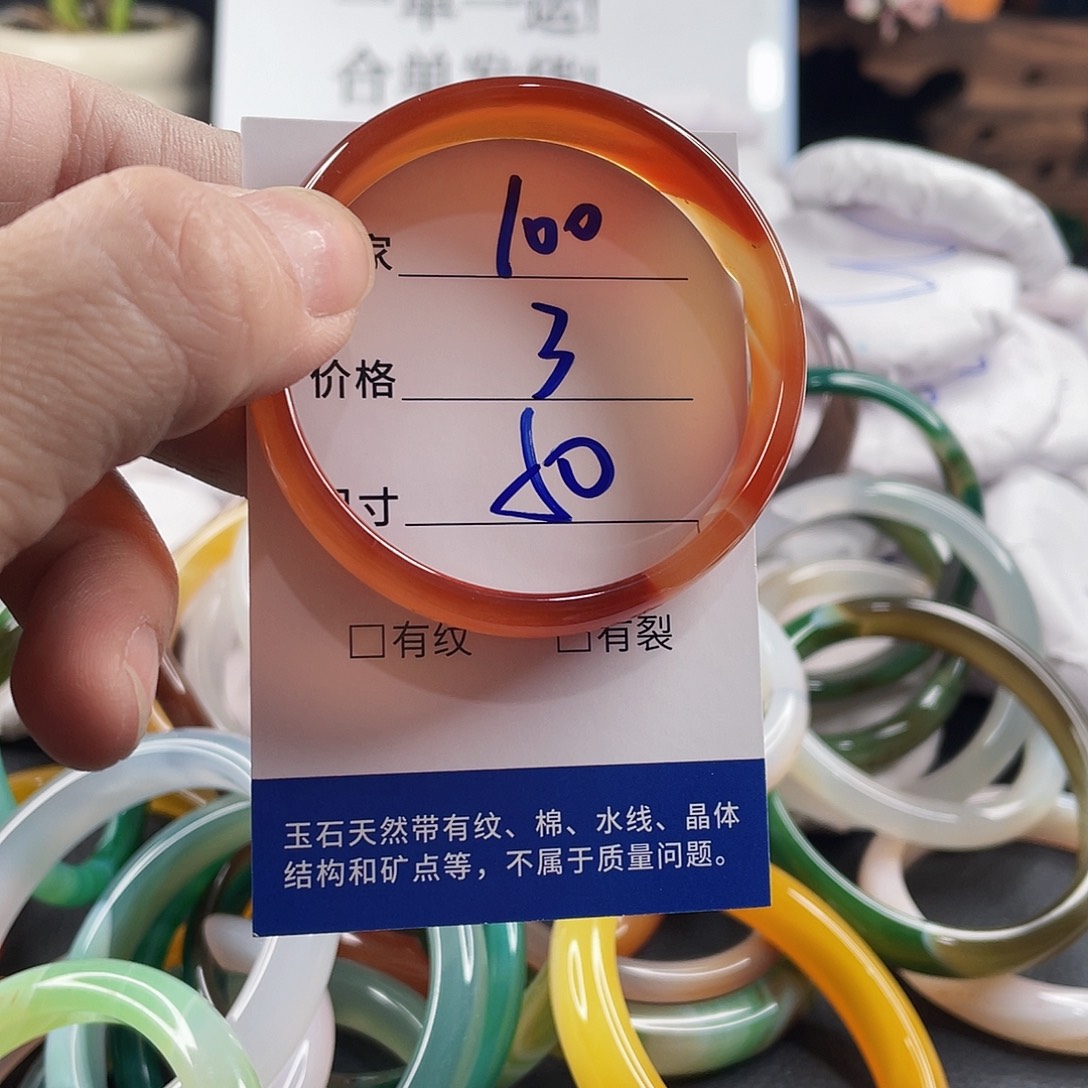 合单发货!
家 100
价格 3
寸
□有纹 □有裂
玉石天然带有纹、棉、水线、晶体
结构和矿点等，不属于质量问题。